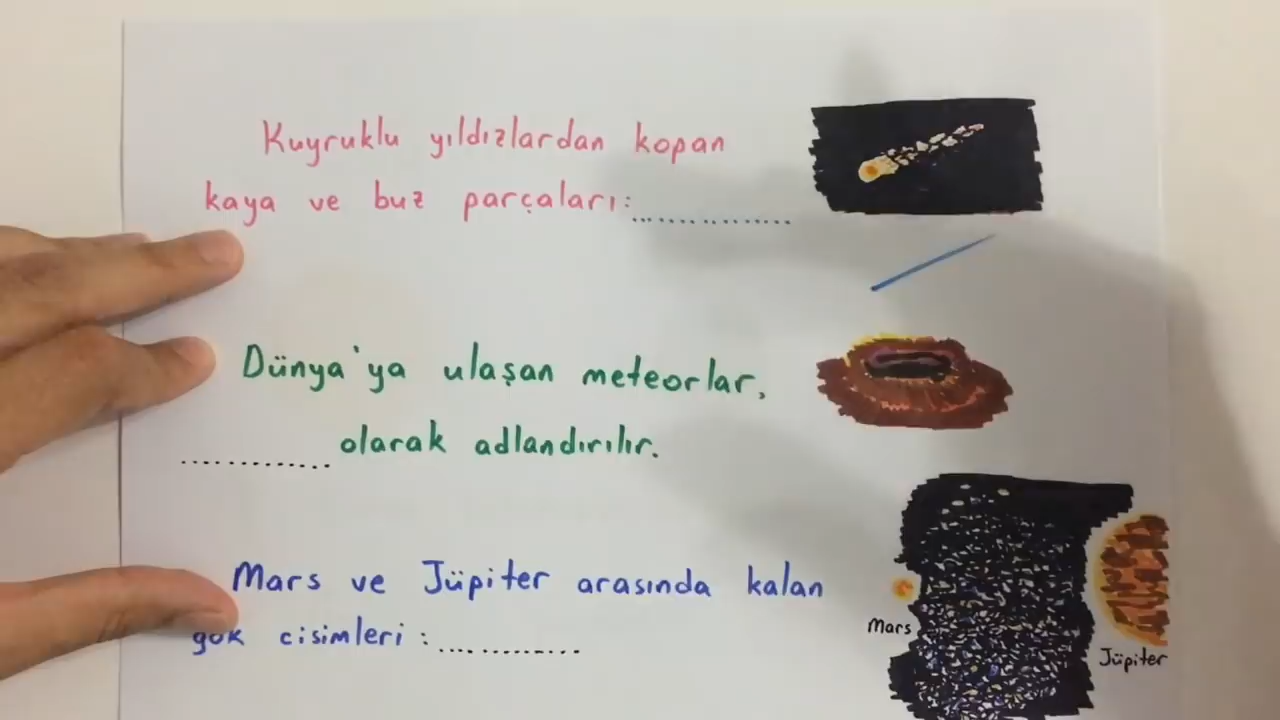 Kuyruklu yıldızlardan kopan
kaya ve buz parçaları:................
Dünya'ya ulaşan meteorlar,
............. olarak adlandırılır.
Mars ve Jüpiter arasında kalan
gök cisimleri : .............
Mars
Jüpiter